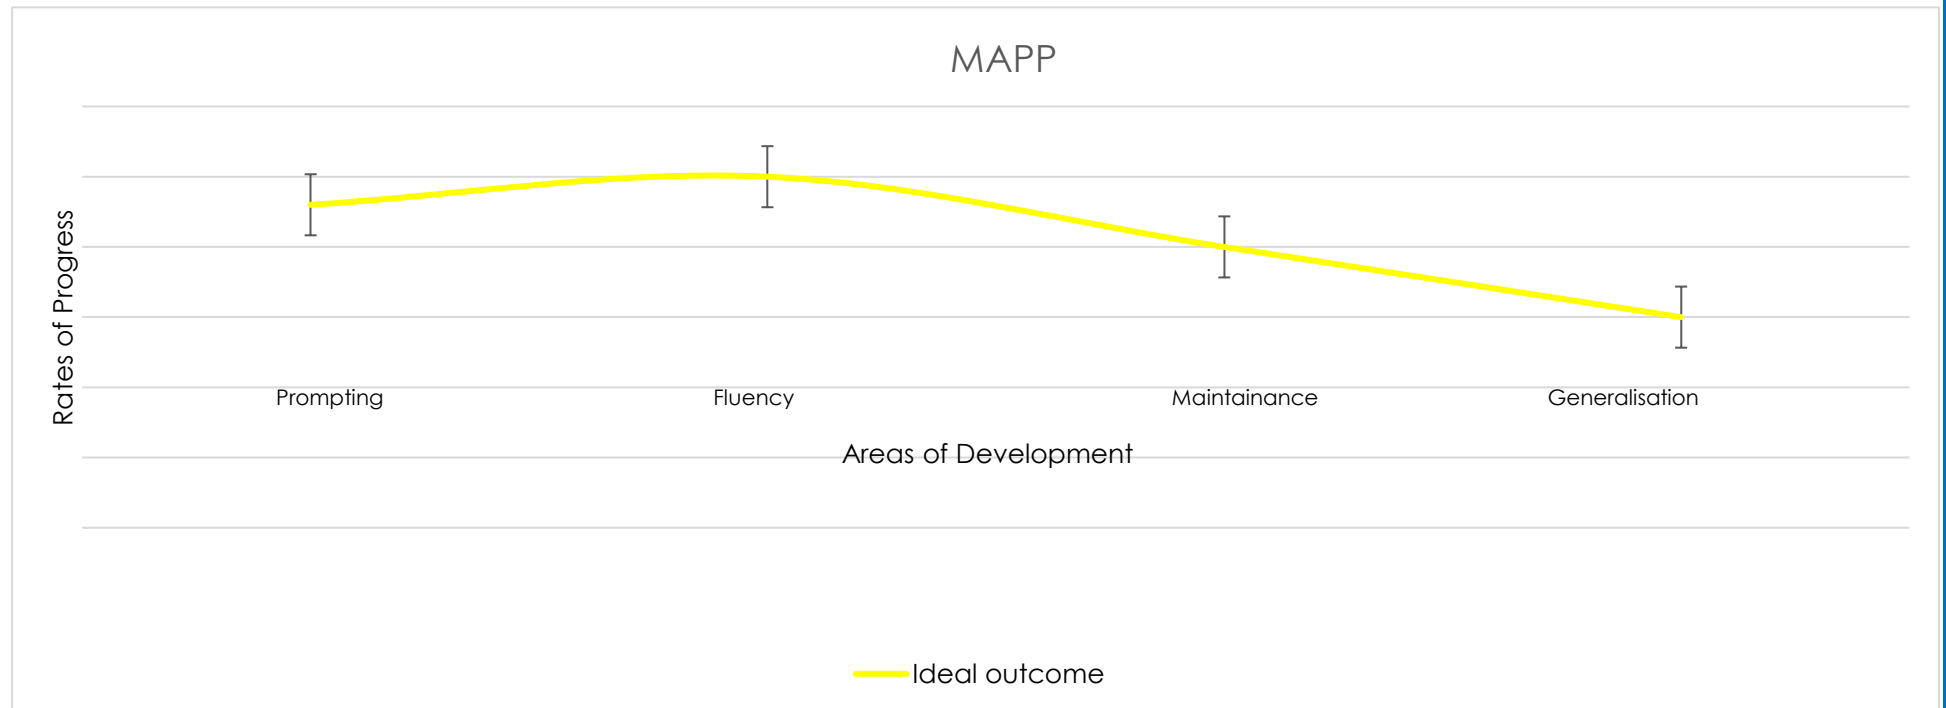 MAPP
Rates of Progress
Prompting
Fluency
Maintainance
Generalisation
Areas of Development
Ideal outcome